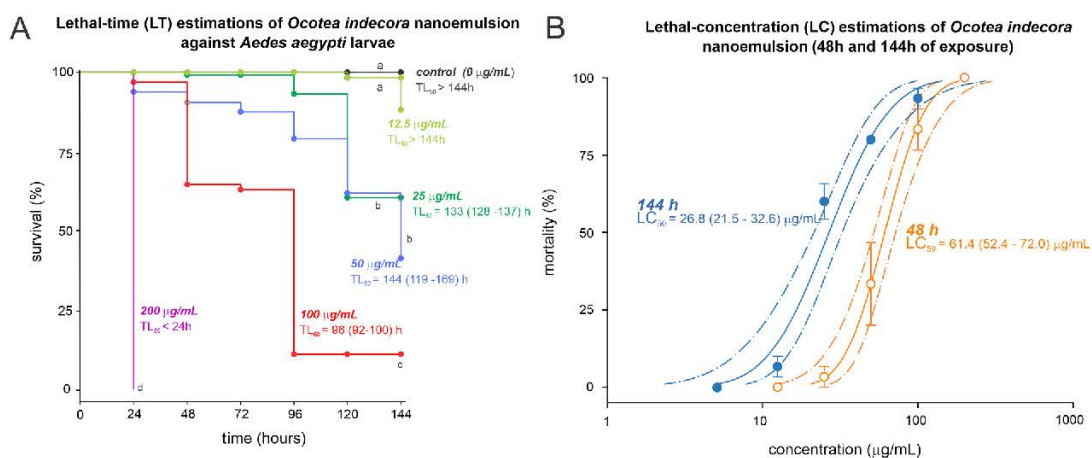 A
Lethal-time (LT) estimations of Ocotea indecora nanoemulsion
against Aedes aegypti larvae
survival (%)
100
75
50
25
0
0 24 48 72 96 120 144
time (hours)
a
control (0 µg/mL)
TL50 > 144h
a
12.5 µg/mL
TL50 > 144h
25 µg/mL
TL50 = 133 (128 -137) h
b
b
50 µg/mL
TL50 = 144 (119 -169) h
200 µg/mL
TL50 < 24h
100 µg/mL
TL50 = 96 (92-100) h
c
d
B
Lethal-concentration (LC) estimations of Ocotea indecora
nanoemulsion (48h and 144h of exposure)
mortality (%)
100
75
50
25
0
1 10 100 1000
concentration (µg/mL)
144 h
LC50 = 26.8 (21.5 - 32.6) µg/mL
48 h
LC50 = 61.4 (52.4 - 72.0) µg/mL